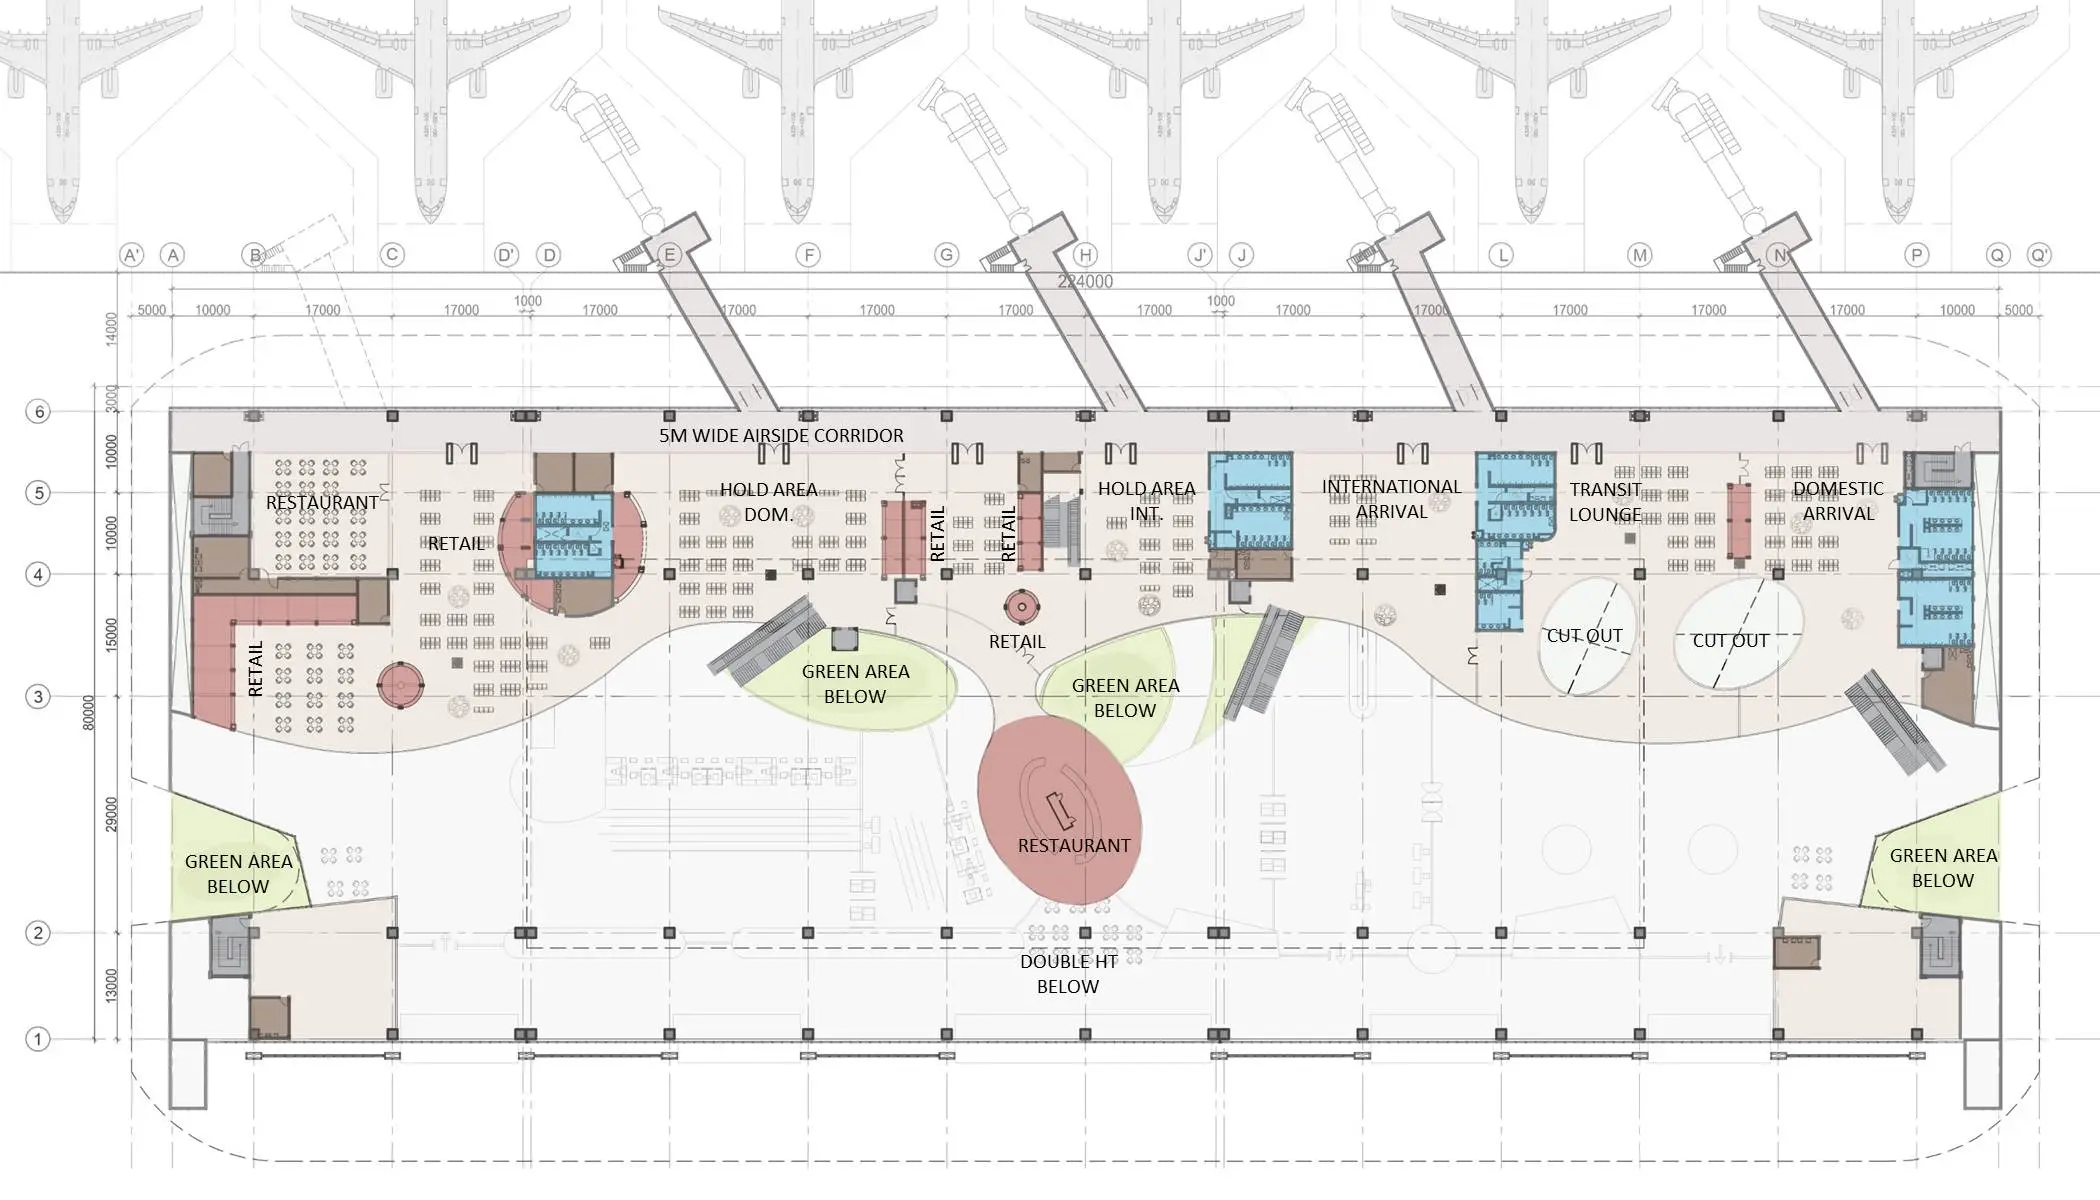 A' A B C D' D E F G H J' J L M N P Q Q'
224000
5000 10000 17000 17000 1000 17000 17000 17000 17000 17000 1000 17000 17000 17000 17000 17000 10000 5000
14000
3000
6
5M WIDE AIRSIDE CORRIDOR
10000
5
RESTAURANT
RETAIL
HOLD AREA
DOM.
RETAIL
RETAIL
HOLD AREA
INT.
INTERNATIONAL
ARRIVAL
TRANSIT
LOUNGE
DOMESTIC
ARRIVAL
10000
4
15000
RETAIL
RETAIL
CUT OUT
CUT OUT
GREEN AREA
BELOW
GREEN AREA
BELOW
3
80000
29000
RESTAURANT
GREEN AREA
BELOW
GREEN AREA
BELOW
2
DOUBLE HT
BELOW
13000
1